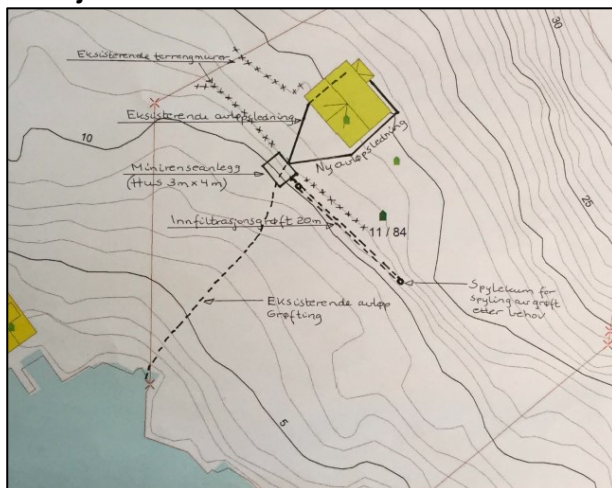 Eksisterende terrengmurer
30
Eksisterende avløpsledning
10
Ny avløpsledning
Minirenseanlegg
(Hus 3m x 4m)
25
Innfiltrasjonsgrøft 20m
11 / 84
Spylekum for
spyling av grøft
etter behov
Eksisterende avløp
Grøfting
5